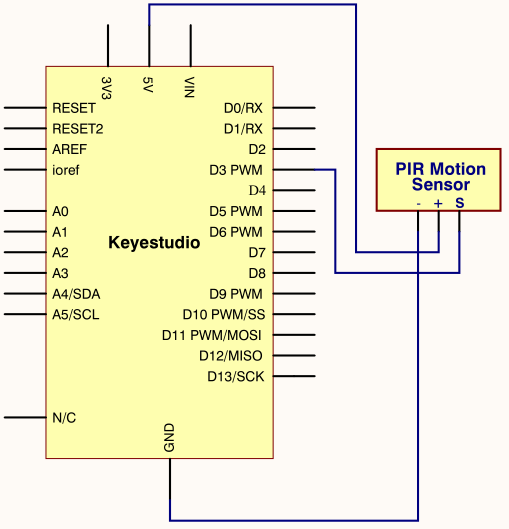 3V3
5V
VIN
RESET
RESET2
AREF
ioref
A0
A1
A2
A3
A4/SDA
A5/SCL
N/C
Keyestudio
D0/RX
D1/RX
D2
D3 PWM
D4
D5 PWM
D6 PWM
D7
D8
D9 PWM
D10 PWM/SS
D11 PWM/MOSI
D12/MISO
D13/SCK
GND
PIR Motion
Sensor
- + S